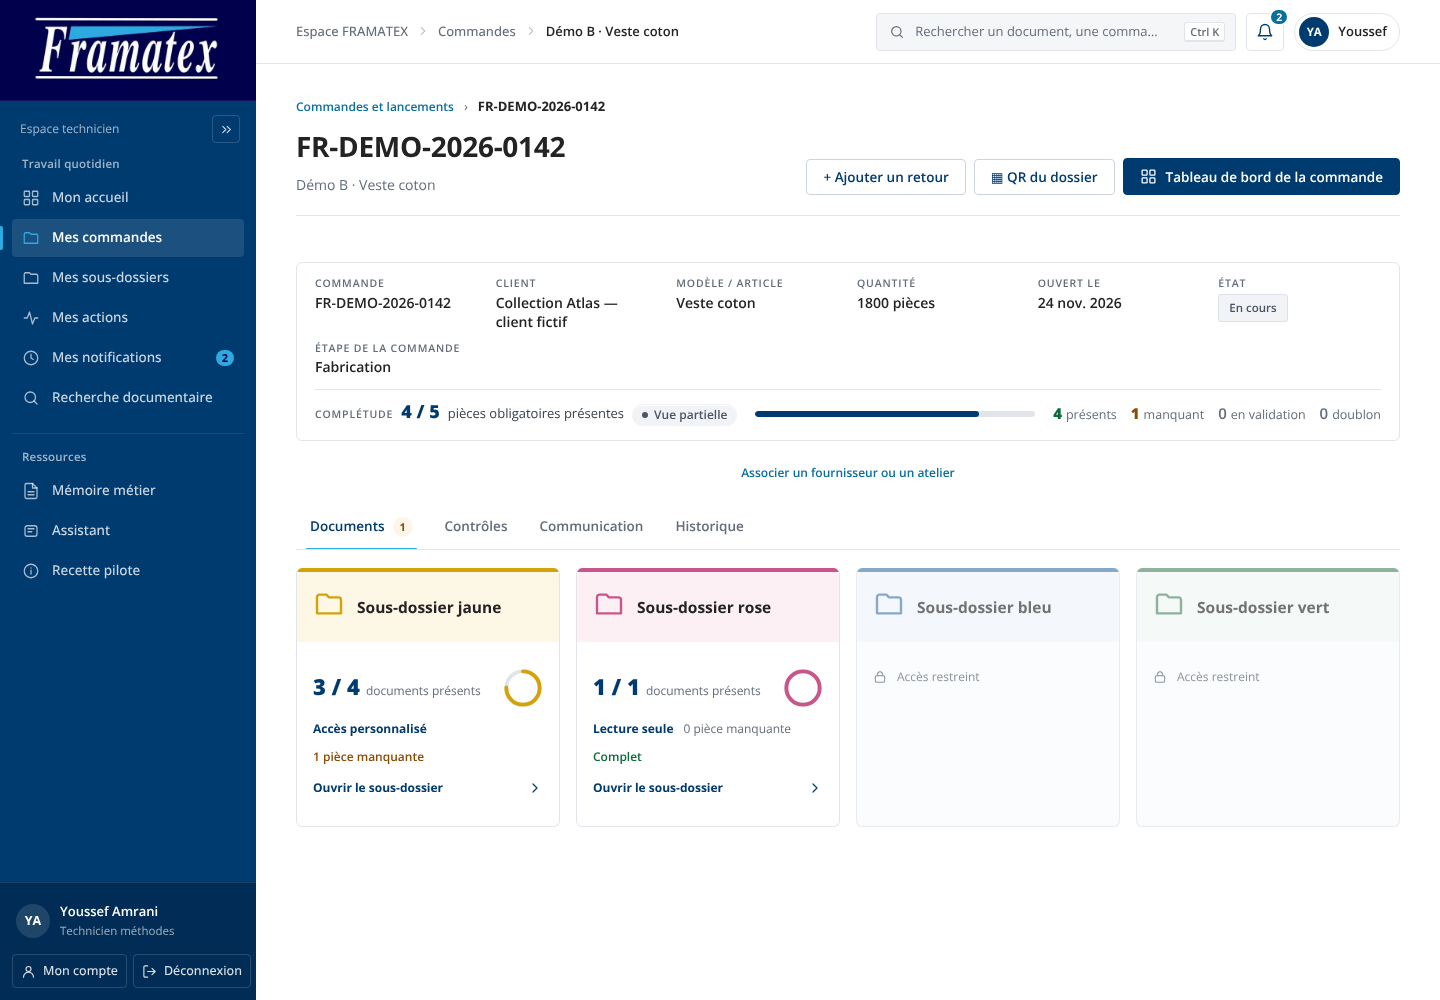 Framatex
Espace technicien
Travail quotidien
Mon accueil
Mes commandes
Mes sous-dossiers
Mes actions
Mes notifications 2
Recherche documentaire
Ressources
Mémoire métier
Assistant
Recette pilote
YA
Youssef Amrani
Technicien méthodes
Mon compte
Déconnexion
Espace FRAMATEX
Commandes
Démo B · Veste coton
Rechercher un document, une comma...
Ctrl K
2
YA
Youssef
Commandes et lancements › FR-DEMO-2026-0142
FR-DEMO-2026-0142
Démo B · Veste coton
+ Ajouter un retour
QR du dossier
Tableau de bord de la commande
COMMANDE
FR-DEMO-2026-0142
CLIENT
Collection Atlas —
client fictif
MODÈLE / ARTICLE
Veste coton
QUANTITÉ
1800 pièces
OUVERT LE
24 nov. 2026
ÉTAT
En cours
ÉTAPE DE LA COMMANDE
Fabrication
COMPLÉTUDE 4 / 5 pièces obligatoires présentes
Vue partielle
4 présents 1 manquant 0 en validation 0 doublon
Associer un fournisseur ou un atelier
Documents 1
Contrôles
Communication
Historique
Sous-dossier jaune
3 / 4 documents présents
Accès personnalisé
1 pièce manquante
Ouvrir le sous-dossier
Sous-dossier rose
1 / 1 documents présents
Lecture seule 0 pièce manquante
Complet
Ouvrir le sous-dossier
Sous-dossier bleu
Accès restreint
Sous-dossier vert
Accès restreint